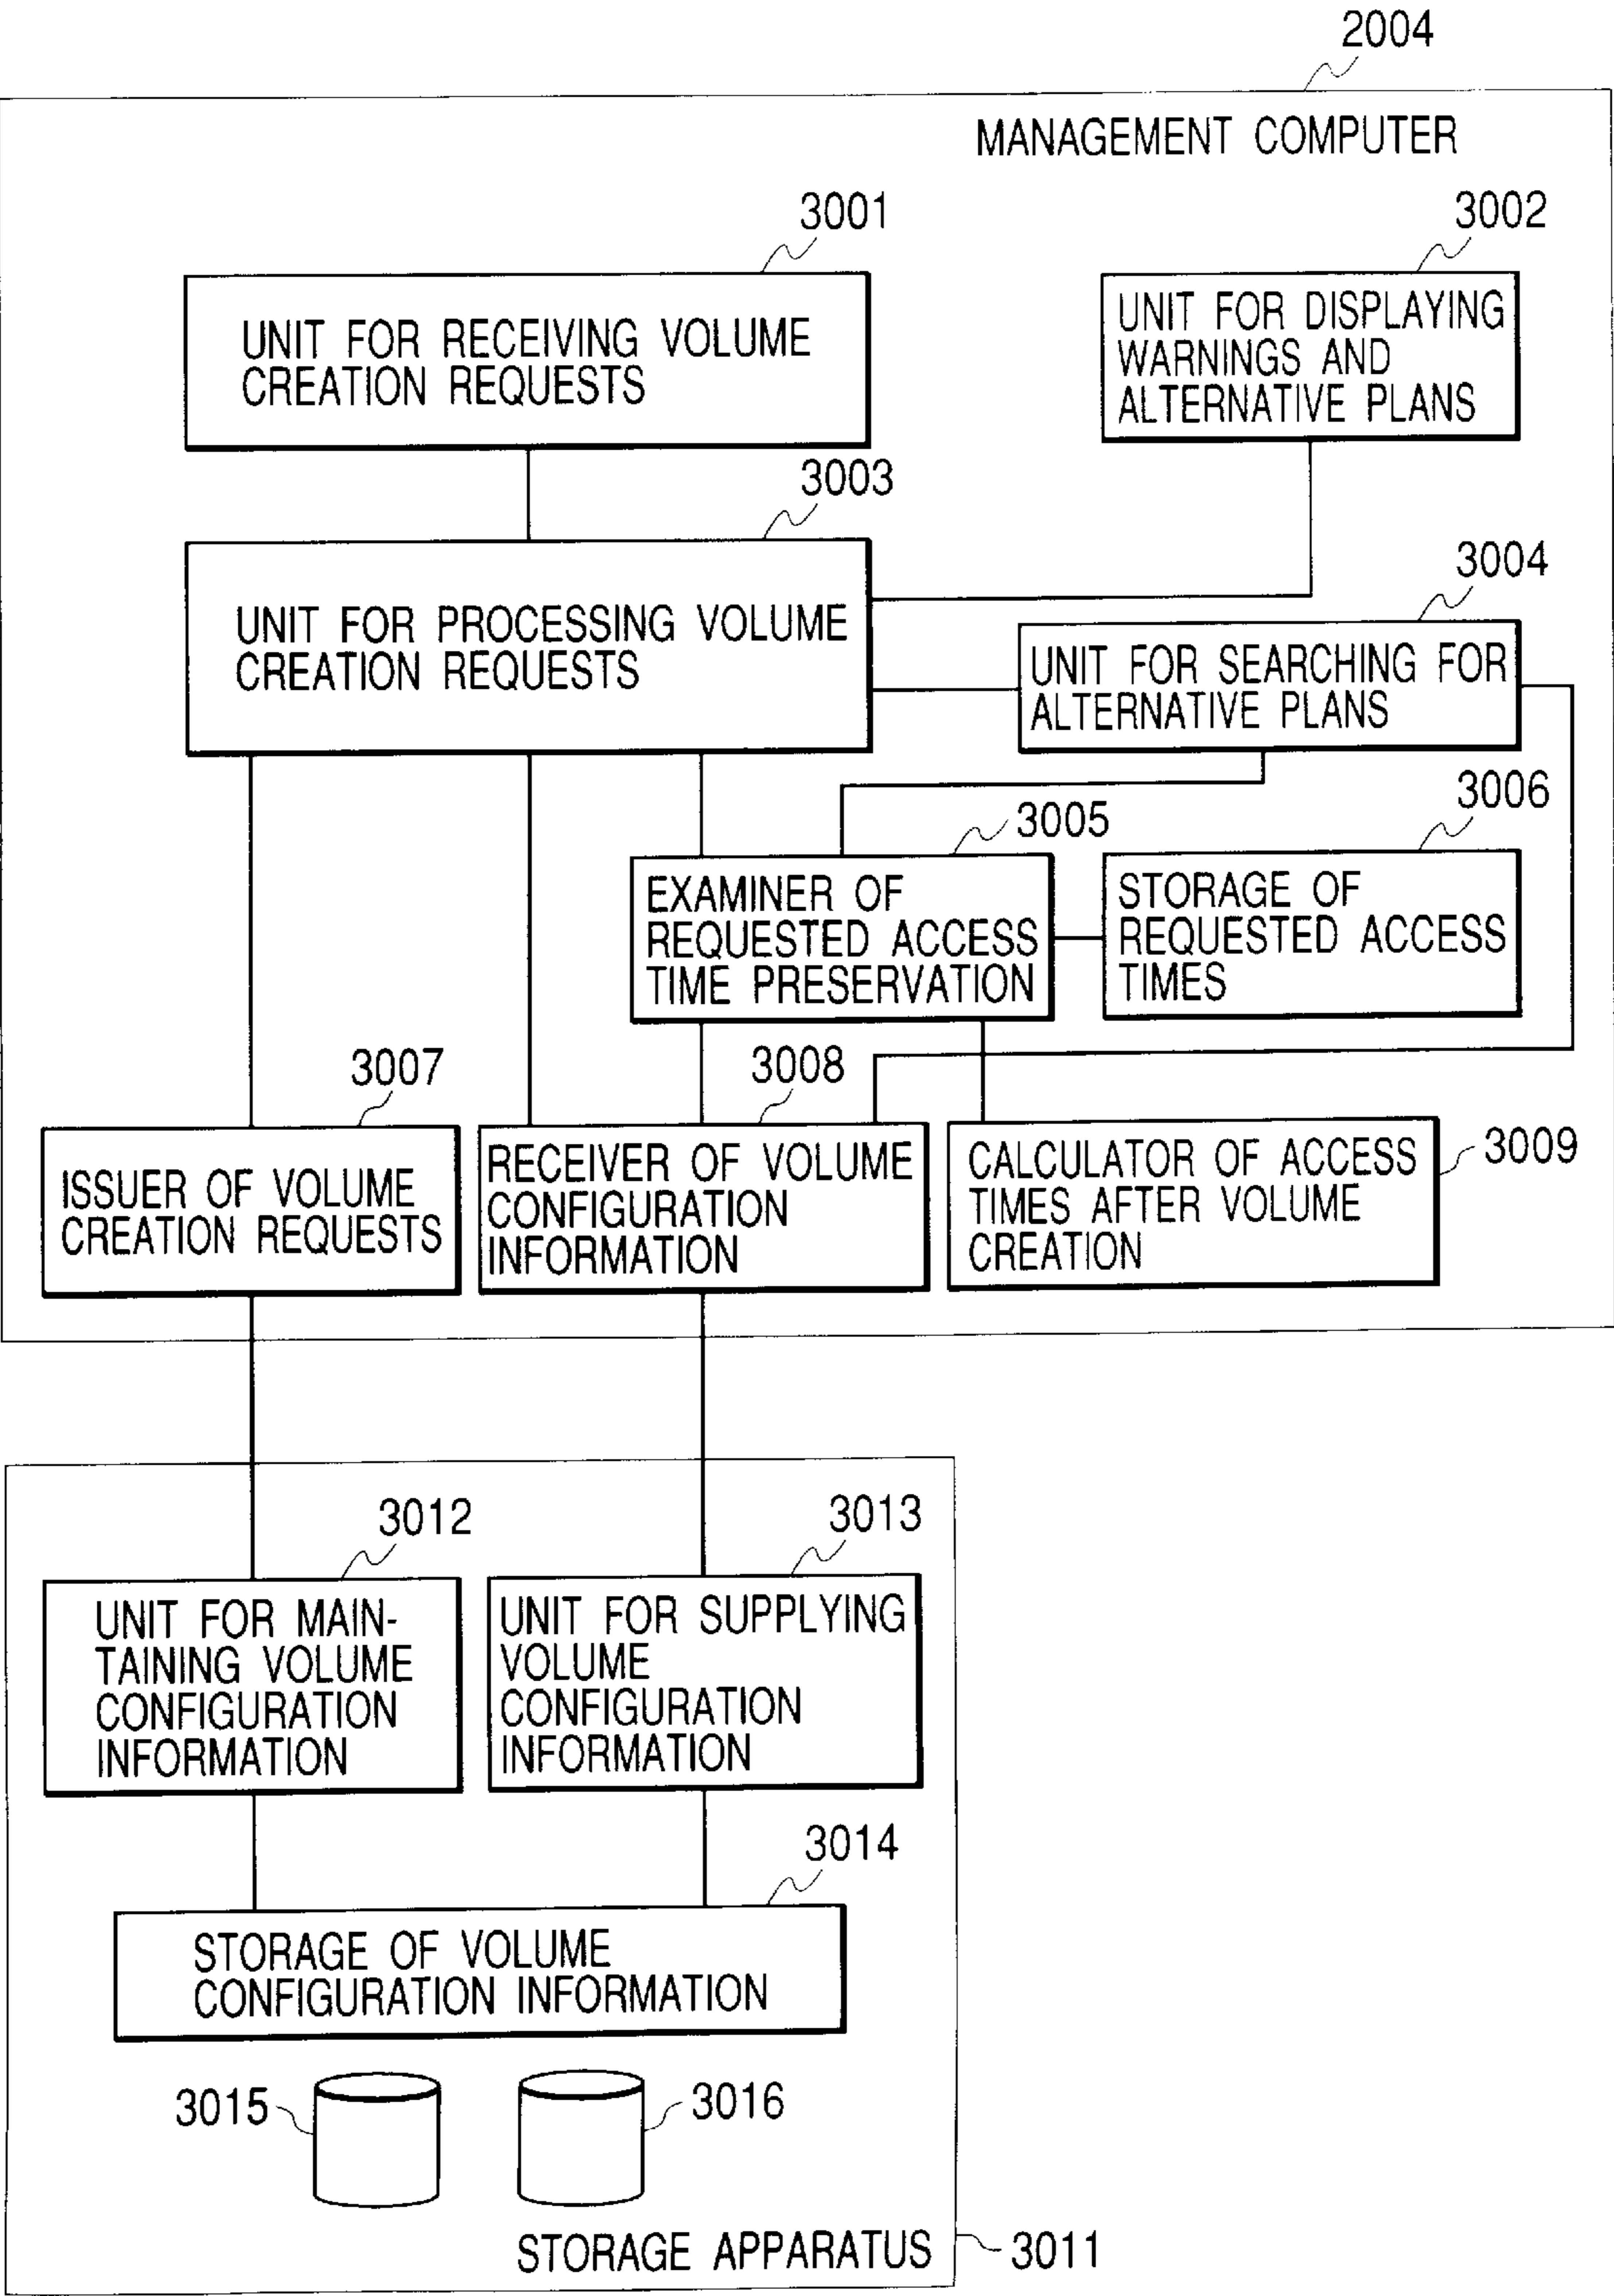 2004
MANAGEMENT COMPUTER
3001
UNIT FOR RECEIVING VOLUME
CREATION REQUESTS
3002
UNIT FOR DISPLAYING
WARNINGS AND
ALTERNATIVE PLANS
3003
UNIT FOR PROCESSING VOLUME
CREATION REQUESTS
3004
UNIT FOR SEARCHING FOR
ALTERNATIVE PLANS
3005
EXAMINER OF
REQUESTED ACCESS
TIME PRESERVATION
3006
STORAGE OF
REQUESTED ACCESS
TIMES
3007
ISSUER OF VOLUME
CREATION REQUESTS
3008
RECEIVER OF VOLUME
CONFIGURATION
INFORMATION
CALCULATOR OF ACCESS
TIMES AFTER VOLUME
CREATION
3009
3012
UNIT FOR MAIN-
TAINING VOLUME
CONFIGURATION
INFORMATION
3013
UNIT FOR SUPPLYING
VOLUME
CONFIGURATION
INFORMATION
3014
STORAGE OF VOLUME
CONFIGURATION INFORMATION
3015
3016
STORAGE APPARATUS
3011